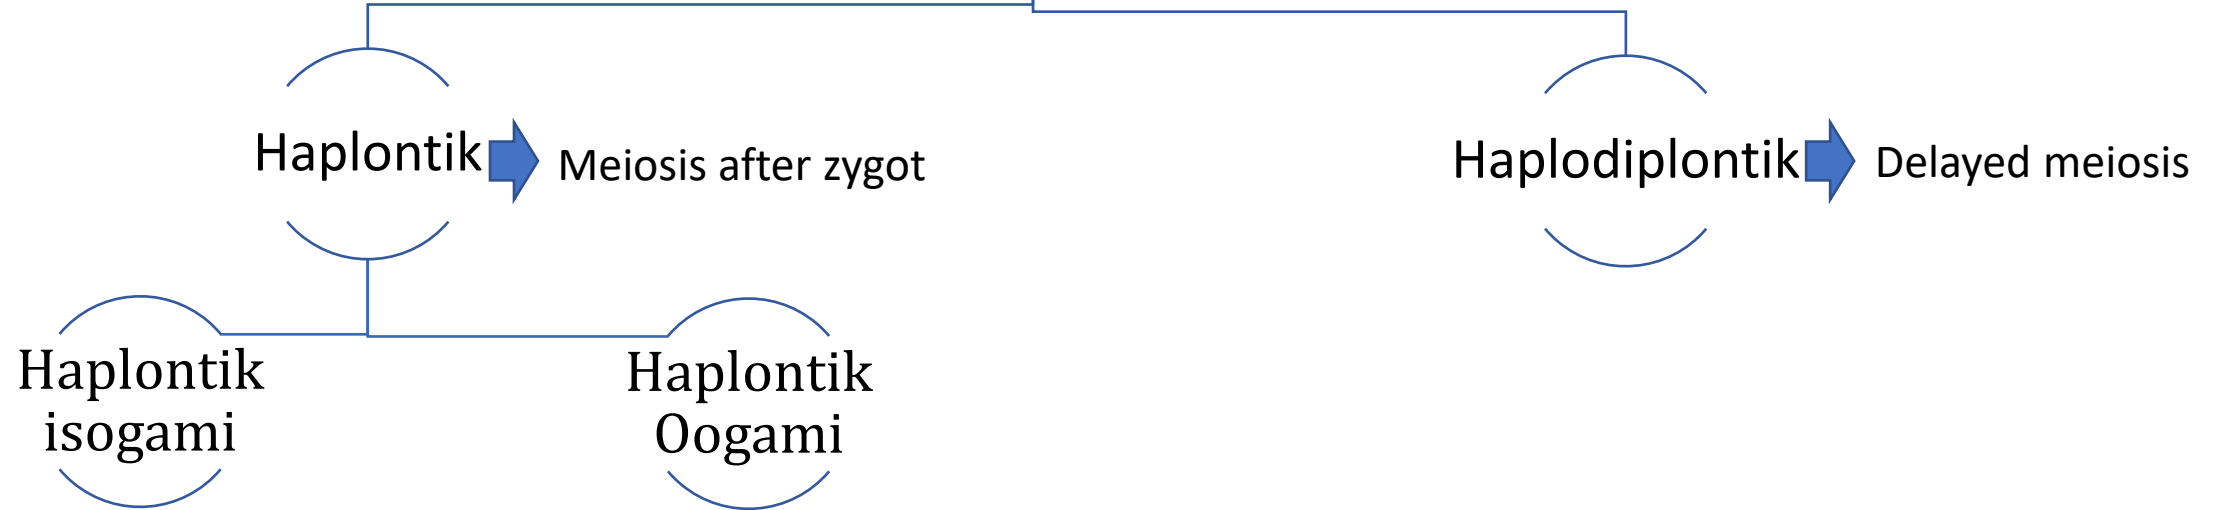 Haplontik
Meiosis after zygot
Haplodiplontik
Delayed meiosis
Haplontik
isogami
Haplontik
Oogami